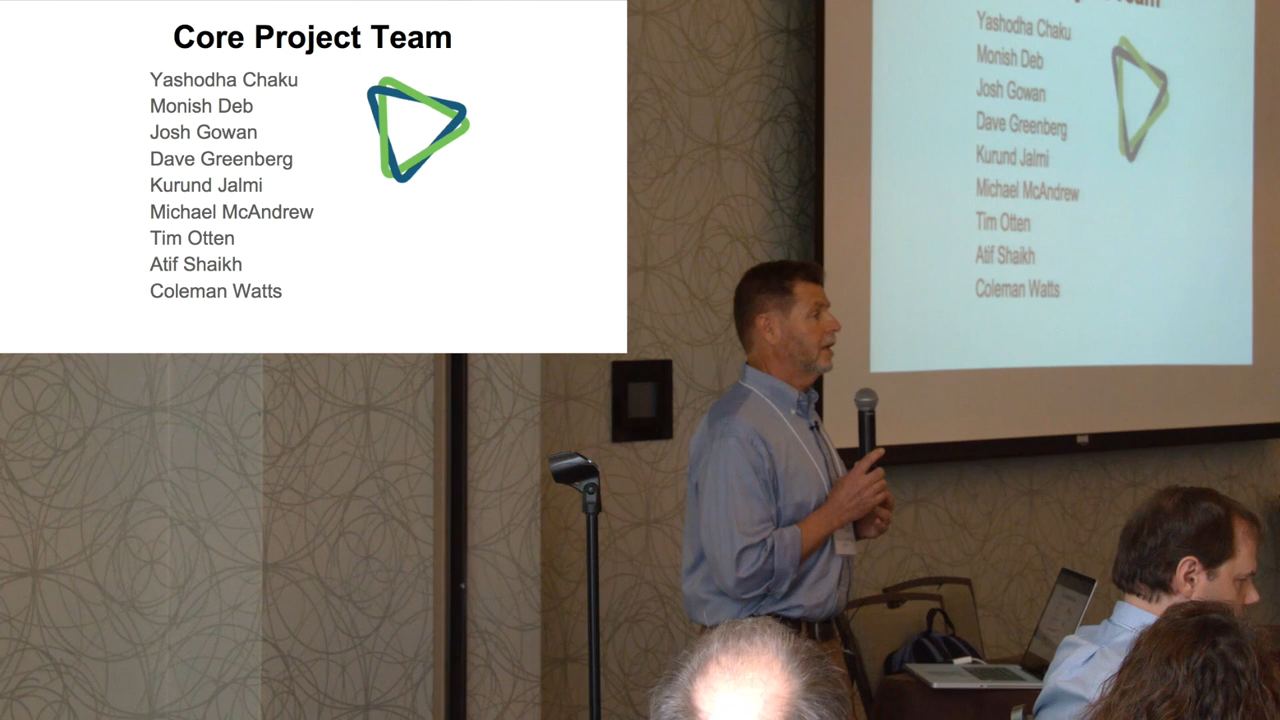 Core Project Team
Yashodha Chaku
Monish Deb
Josh Gowan
Dave Greenberg
Kurund Jalmi
Michael McAndrew
Tim Otten
Atif Shaikh
Coleman Watts
Team
Yashodha Chaku
Monish Deb
Josh Gowan
Dave Greenberg
Kurund Jalmi
Michael McAndrew
Tim Otten
Atif Shaikh
Coleman Watts